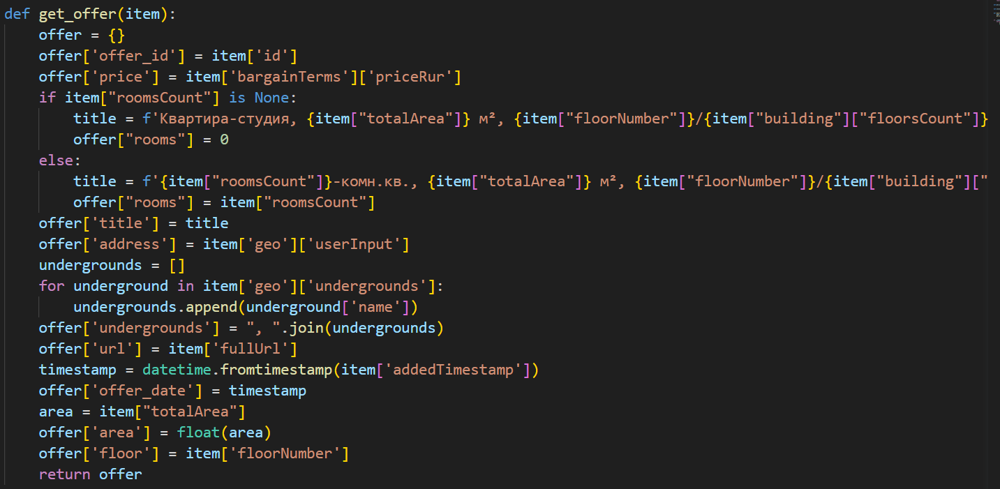 def get_offer(item):
    offer = {}
    offer['offer_id'] = item['id']
    offer['price'] = item['bargainTerms']['priceRur']
    if item["roomsCount"] is None:
        title = f'Квартира-студия, {item["totalArea"]} м², {item["floorNumber"]}/{item["building"]["floorsCount"]}
        offer["rooms"] = 0
    else:
        title = f'{item["roomsCount"]}-комн.кв., {item["totalArea"]} м², {item["floorNumber"]}/{item["building"]["
        offer["rooms"] = item["roomsCount"]
    offer['title'] = title
    offer['address'] = item['geo']['userInput']
    undergrounds = []
    for underground in item['geo']['undergrounds']:
        undergrounds.append(underground['name'])
    offer['undergrounds'] = ", ".join(undergrounds)
    offer['url'] = item['fullUrl']
    timestamp = datetime.fromtimestamp(item['addedTimestamp'])
    offer['offer_date'] = timestamp
    area = item["totalArea"]
    offer['area'] = float(area)
    offer['floor'] = item['floorNumber']
    return offer